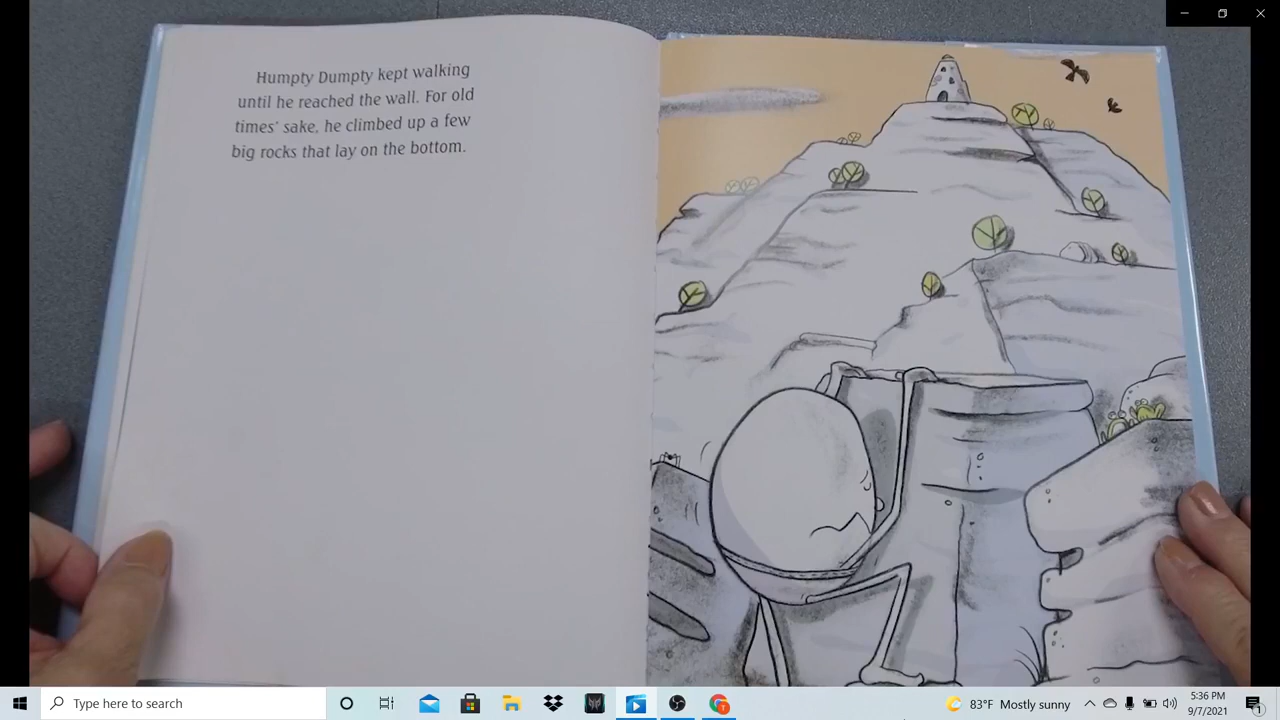 Humpty Dumpty kept walking
until he reached the wall. For old
times' sake, he climbed up a few
big rocks that lay on the bottom.
Type here to search
83°F Mostly sunny
5:36 PM
9/7/2021
1